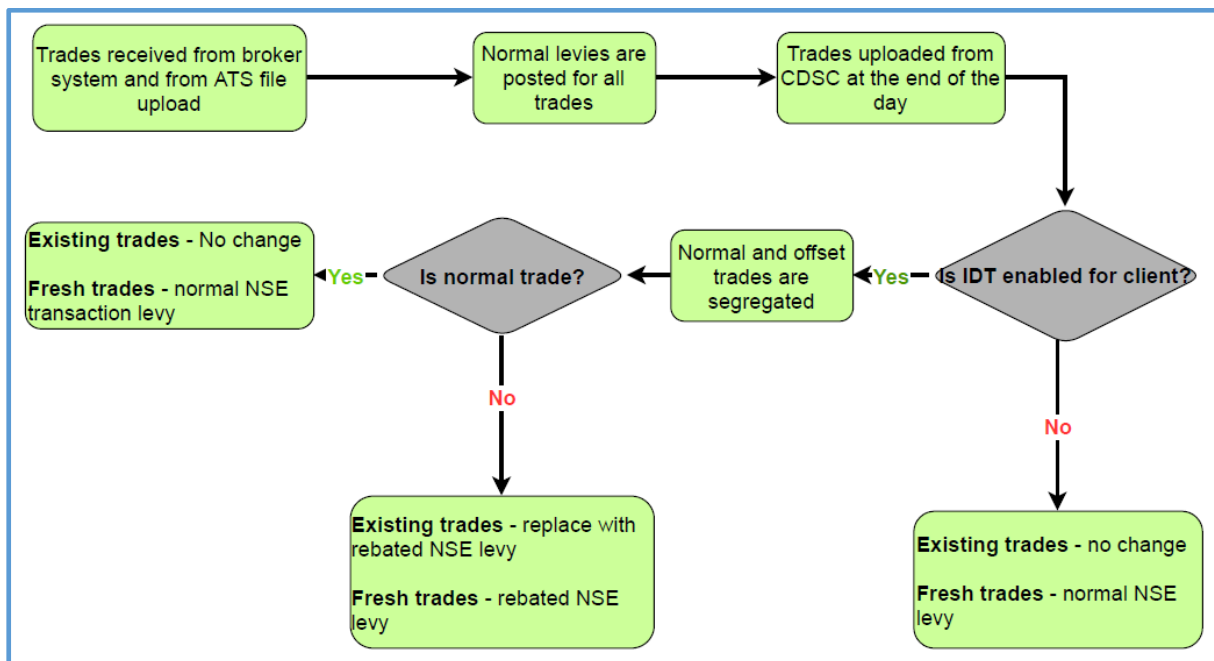 Trades received from broker
system and from ATS file
upload
Normal levies are
posted for all
trades
Trades uploaded from
CDSC at the end of the
day
Is IDT enabled for client?
Yes
Normal and offset
trades are
segregated
Is normal trade?
Yes
Existing trades - No change
Fresh trades - normal NSE
transaction levy
No
Existing trades - replace with
rebated NSE levy
Fresh trades - rebated NSE
levy
No
Existing trades - no change
Fresh trades - normal NSE
levy